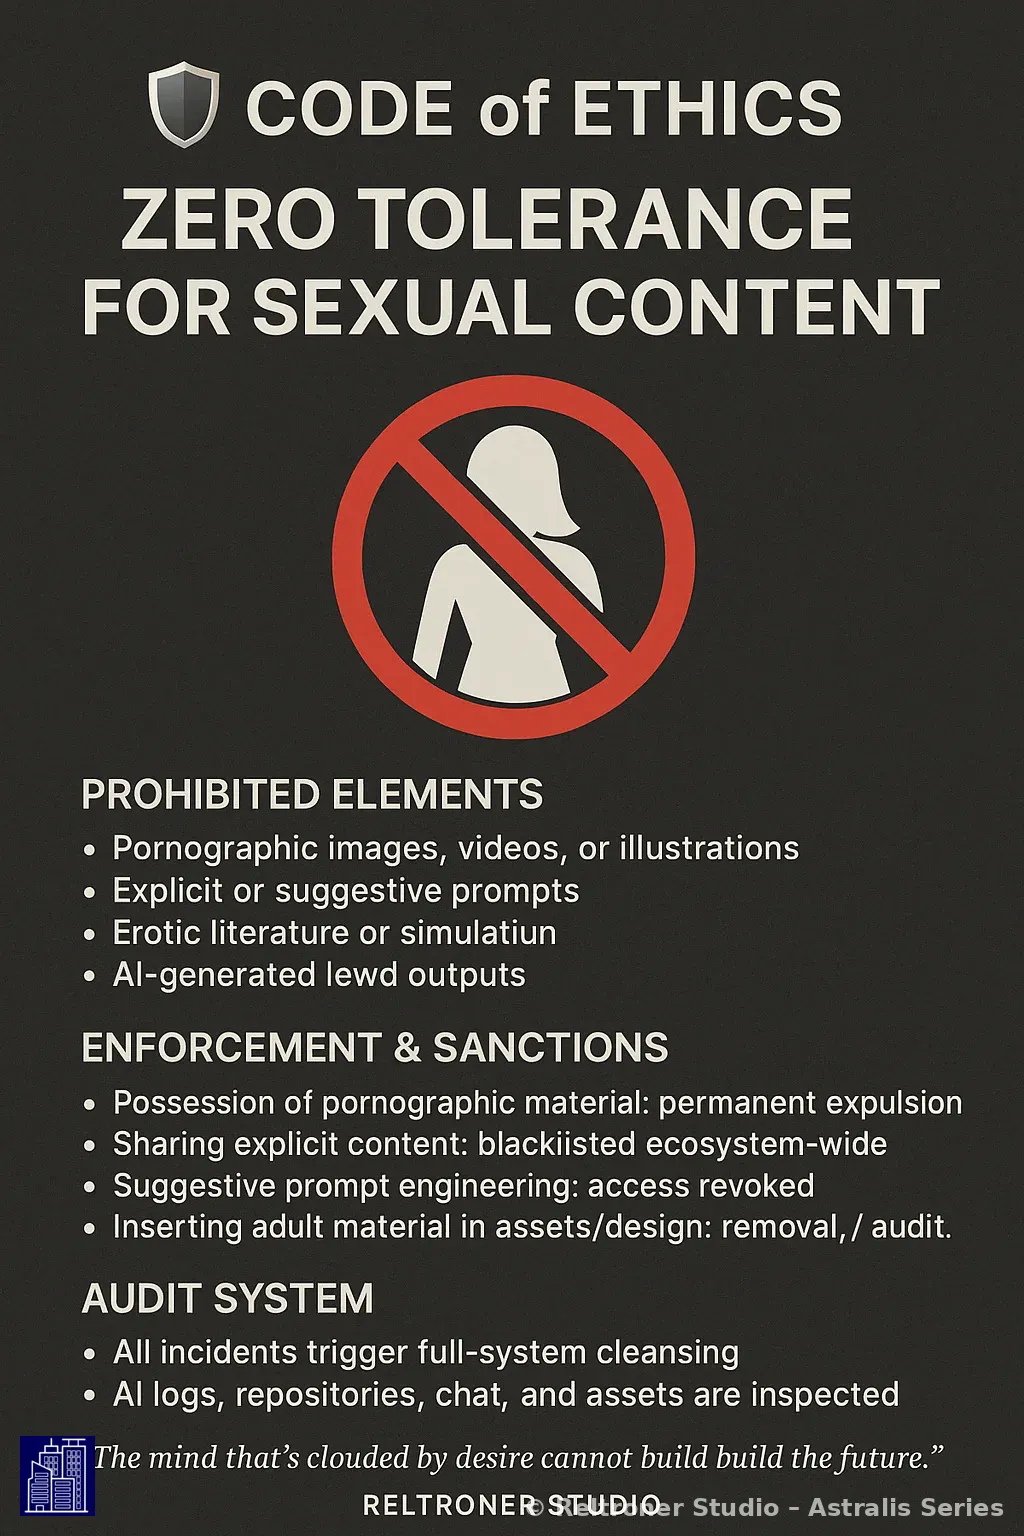 CODE of ETHICS
ZERO TOLERANCE
FOR SEXUAL CONTENT
PROHIBITED ELEMENTS
• Pornographic images, videos, or illustrations
• Explicit or suggestive prompts
• Erotic literature or simulatiun
• AI-generated lewd outputs
ENFORCEMENT & SANCTIONS
• Possession of pornographic material: permanent expulsion
• Sharing explicit content: blackiisted ecosystem-wide
• Suggestive prompt engineering: access revoked
• Inserting adult material in assets/design: removal, / audit.
AUDIT SYSTEM
• All incidents trigger full-system cleansing
• AI logs, repositories, chat, and assets are inspected
The mind that’s clouded by desire cannot build build the future.”
RELTRONER STUDIO
© Reltroner Studio - Astralis Series